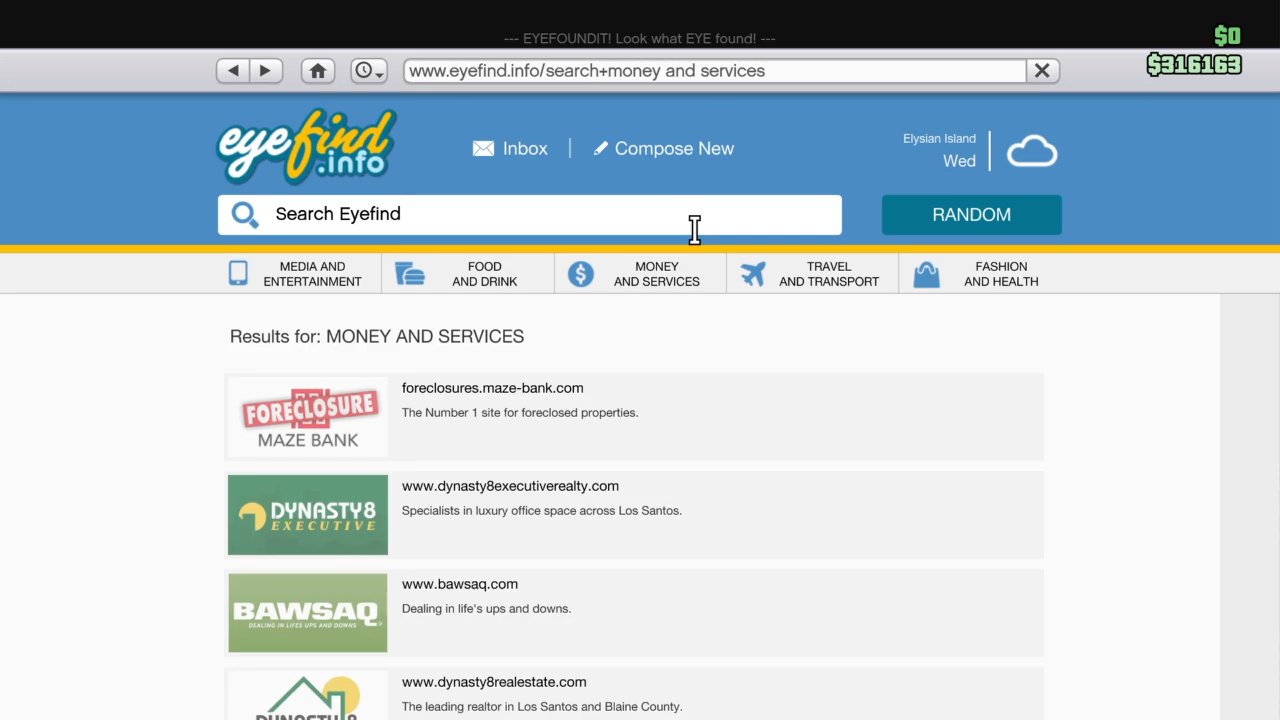 --- EYEFOUNDIT! Look what EYE found! ---
$0
$316163
www.eyefind.info/search+money and services
eyefind
.info
Inbox
Compose New
Elysian Island
Wed
Search Eyefind
RANDOM
MEDIA AND
ENTERTAINMENT
FOOD
AND DRINK
MONEY
AND SERVICES
TRAVEL
AND TRANSPORT
FASHION
AND HEALTH
Results for: MONEY AND SERVICES
FORECLOSURE
MAZE BANK
foreclosures.maze-bank.com
The Number 1 site for foreclosed properties.
DYNASTY8
EXECUTIVE
www.dynasty8executiverealty.com
Specialists in luxury office space across Los Santos.
BAWSAQ
DEALING IN LIFES UPS AND DOWNS
www.bawsaq.com
Dealing in life's ups and downs.
DYNASTY8
www.dynasty8realestate.com
The leading realtor in Los Santos and Blaine County.